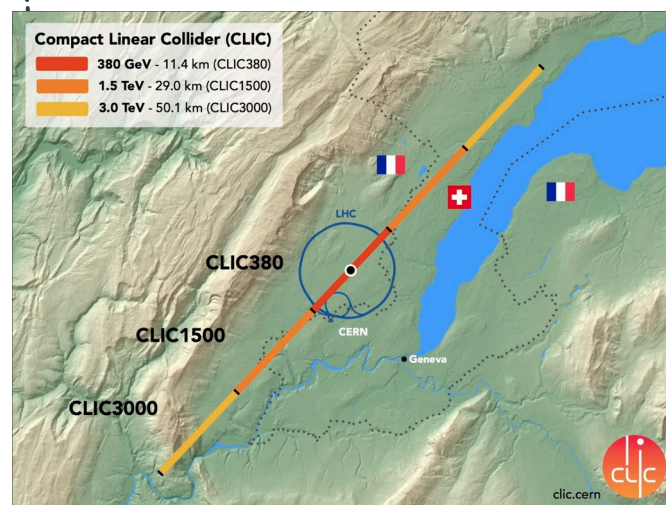 Compact Linear Collider (CLIC)
380 GeV - 11.4 km (CLIC380)
1.5 TeV - 29.0 km (CLIC1500)
3.0 TeV - 50.1 km (CLIC3000)
LHC
CLIC380
CLIC1500
CERN
Geneva
CLIC3000
clic
clic.cern